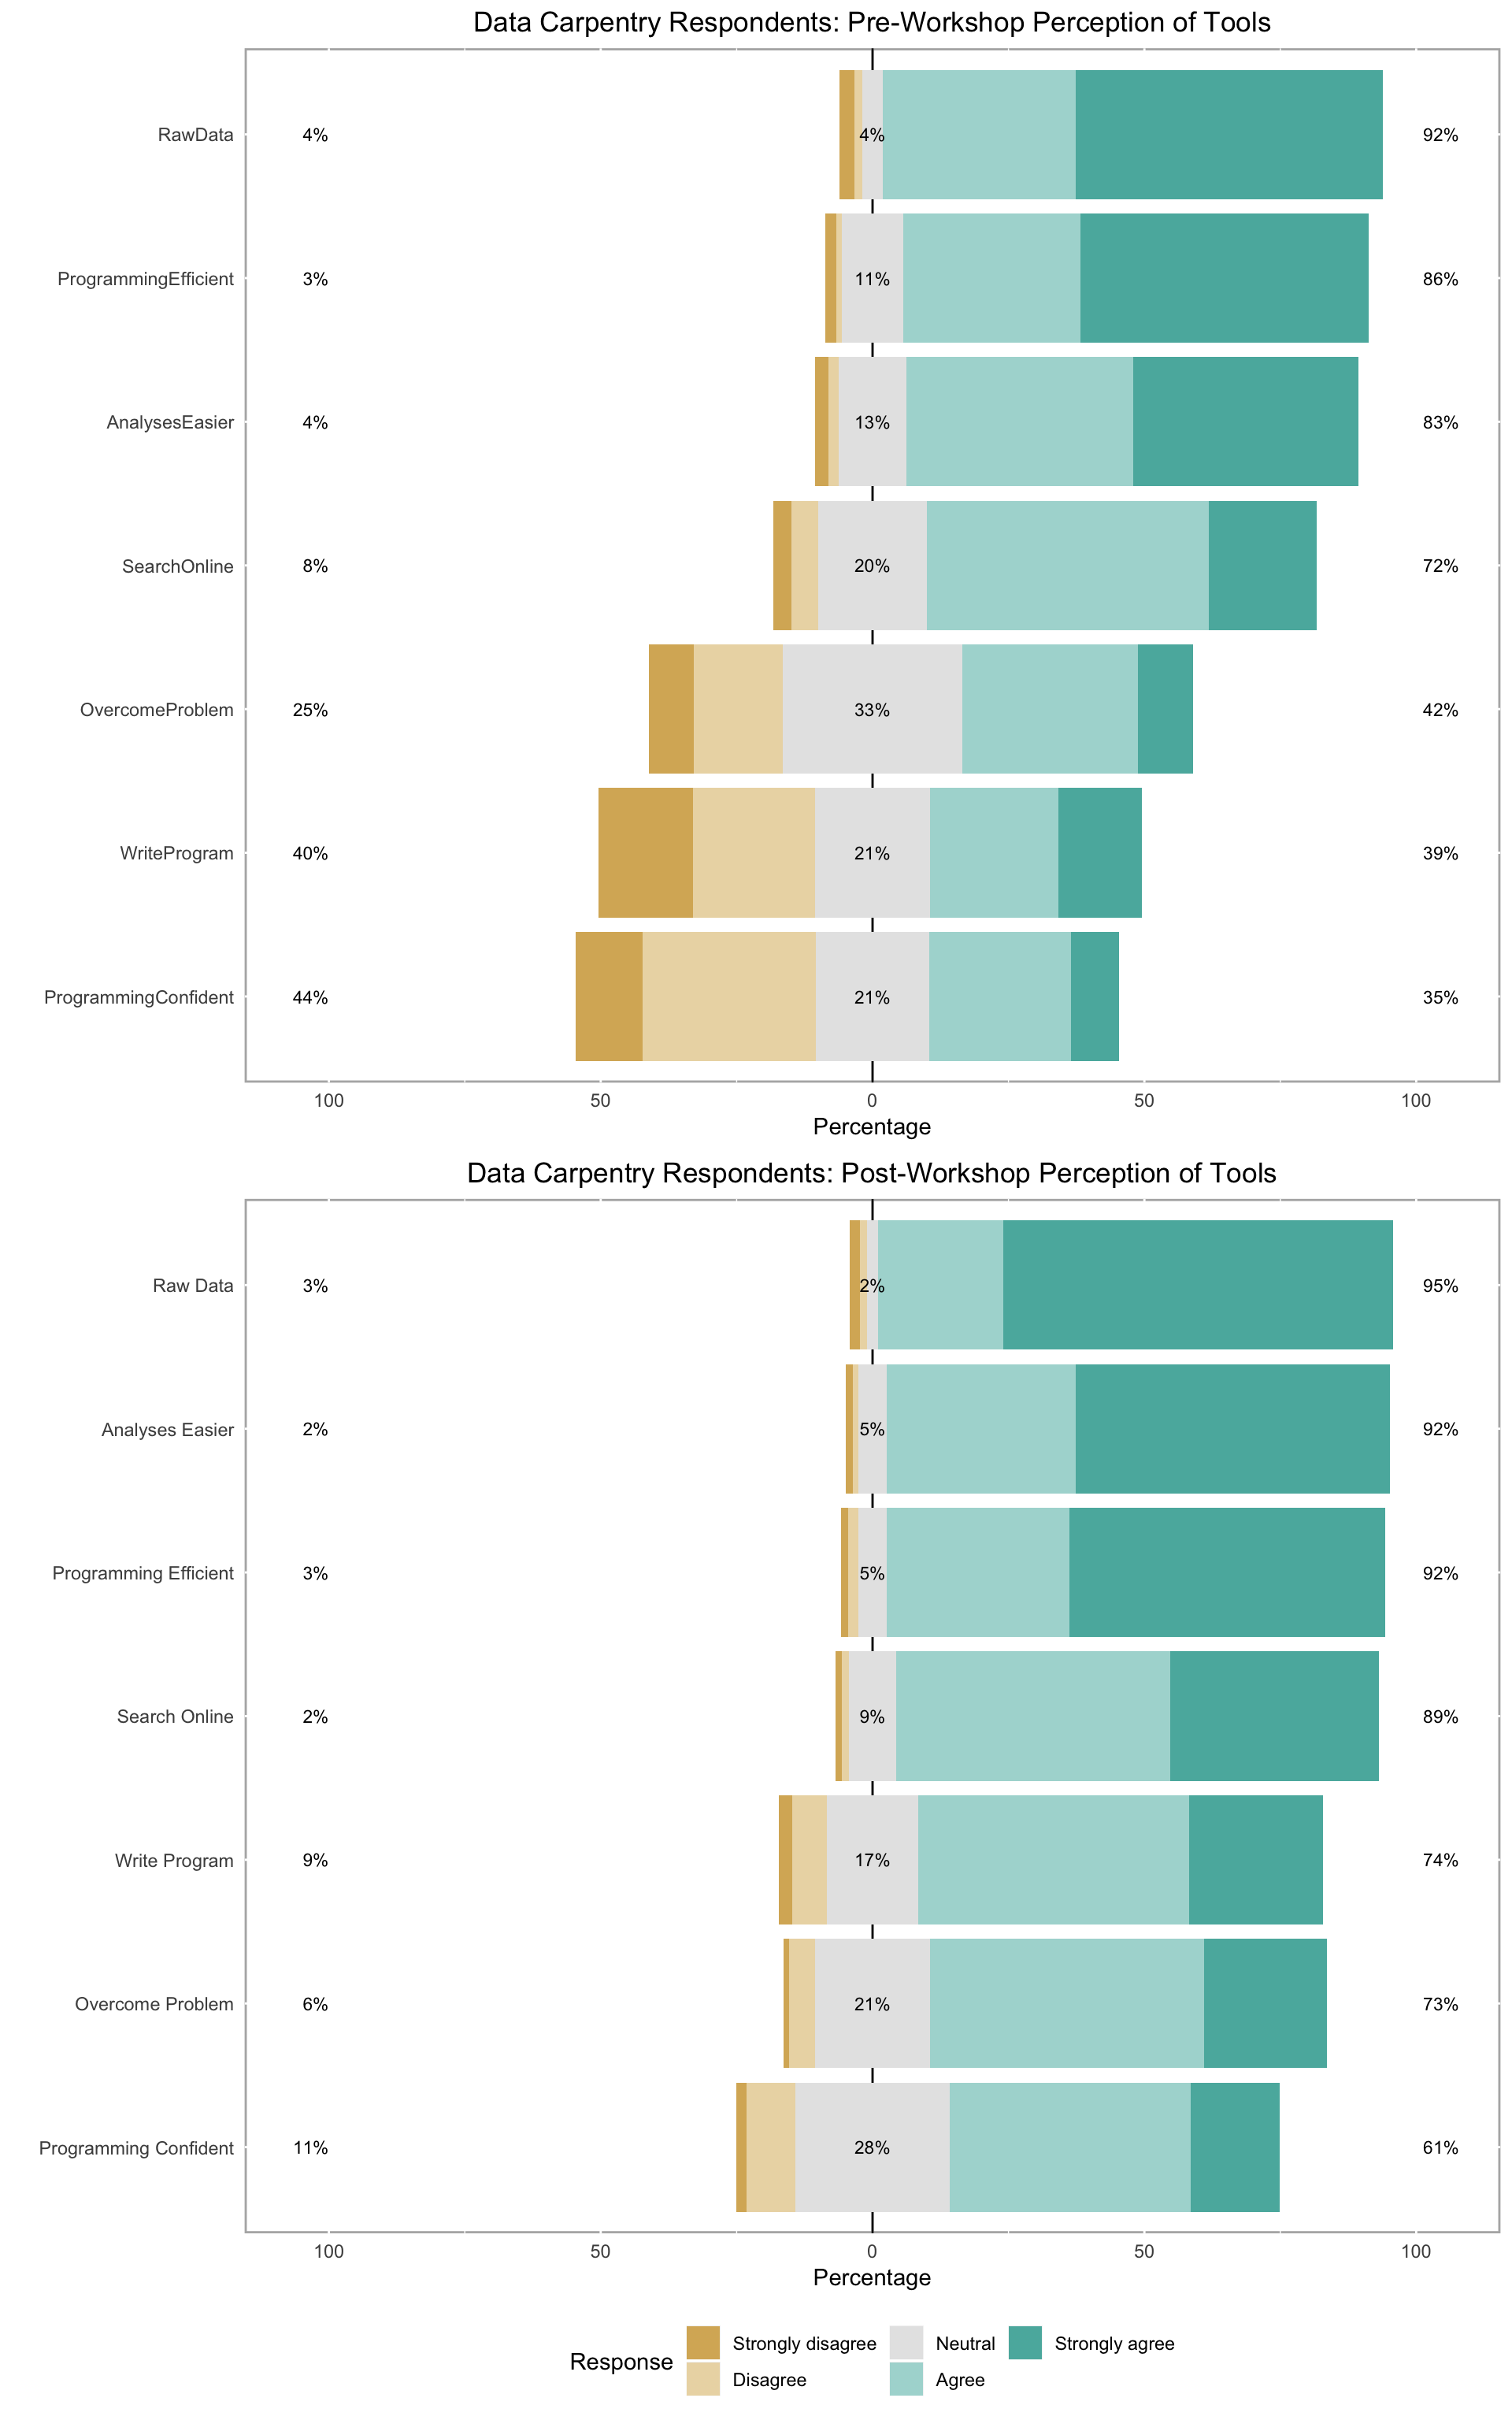 Data Carpentry Respondents: Pre-Workshop Perception of Tools
RawData 4% 4% 92%
ProgrammingEfficient 3% 11% 86%
AnalysesEasier 4% 13% 83%
SearchOnline 8% 20% 72%
OvercomeProblem 25% 33% 42%
WriteProgram 40% 21% 39%
ProgrammingConfident 44% 21% 35%
100 50 0 50 100
Percentage
Data Carpentry Respondents: Post-Workshop Perception of Tools
Raw Data 3% 2% 95%
Analyses Easier 2% 5% 92%
Programming Efficient 3% 5% 92%
Search Online 2% 9% 89%
Write Program 9% 17% 74%
Overcome Problem 6% 21% 73%
Programming Confident 11% 28% 61%
100 50 0 50 100
Percentage
Response
Strongly disagree Neutral Strongly agree
Disagree Agree